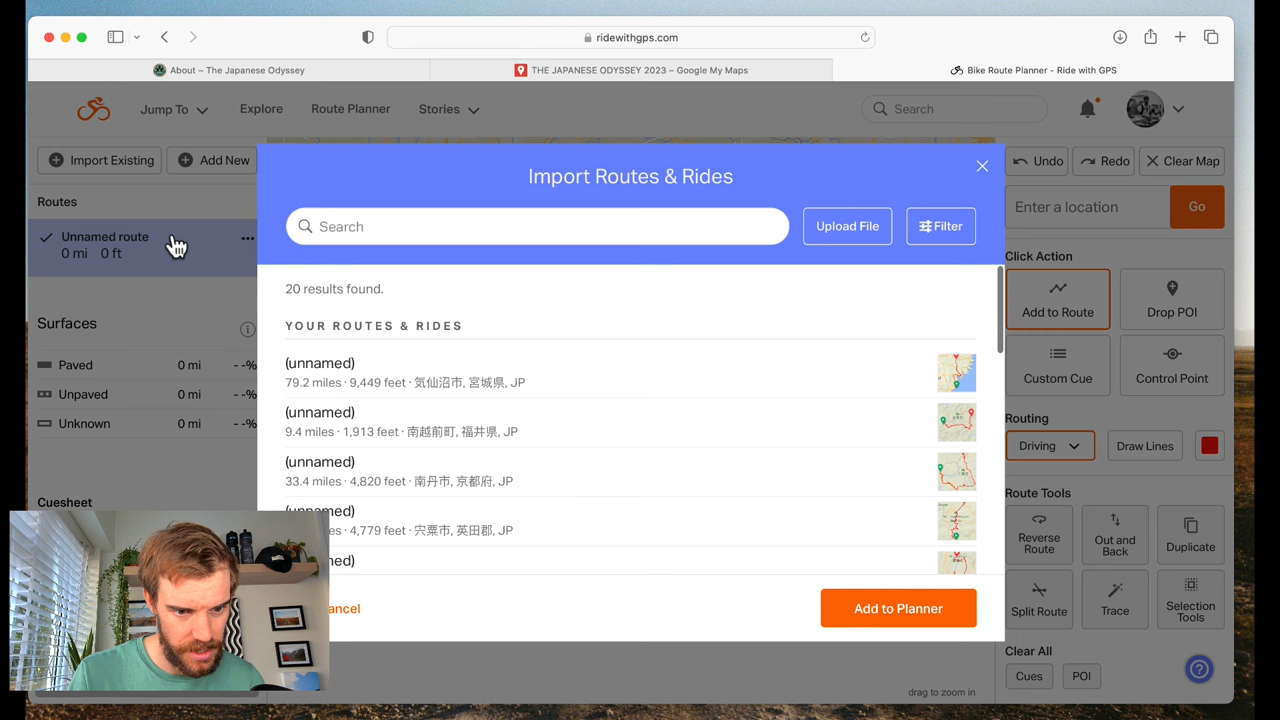 ridewithgps.com
About – The Japanese Odyssey
THE JAPANESE ODYSSEY 2023 – Google My Maps
Bike Route Planner - Ride with GPS
Jump To
Explore
Route Planner
Stories
Search
Import Existing
Add New
Undo
Redo
Clear Map
Import Routes & Rides
Routes
Unnamed route
0 mi 0 ft
Search
Upload File
Filter
Enter a location
Go
20 results found.
YOUR ROUTES & RIDES
(unnamed)
79.2 miles · 9,449 feet · 気仙沼市, 宮城県, JP
(unnamed)
9.4 miles · 1,913 feet · 南越前町, 福井県, JP
(unnamed)
33.4 miles · 4,820 feet · 南丹市, 京都府, JP
es · 4,779 feet · 宍粟市, 英田郡, JP
Surfaces
Paved 0 mi - -%
Unpaved 0 mi - -%
Unknown 0 mi - -%
Cuesheet
Cancel
Add to Planner
Click Action
Add to Route
Drop POI
Custom Cue
Control Point
Routing
Driving
Draw Lines
Route Tools
Reverse Route
Out and Back
Duplicate
Split Route
Trace
Selection Tools
Clear All
Cues
POI
drag to zoom in